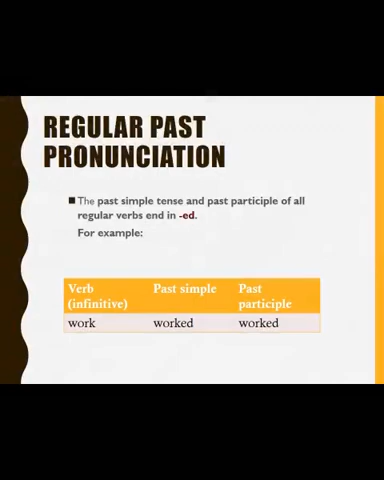 REGULAR PAST
PRONUNCIATION
The past simple tense and past participle of all
regular verbs end in -ed.
For example:
Verb (infinitive) Past simple Past participle
work worked worked